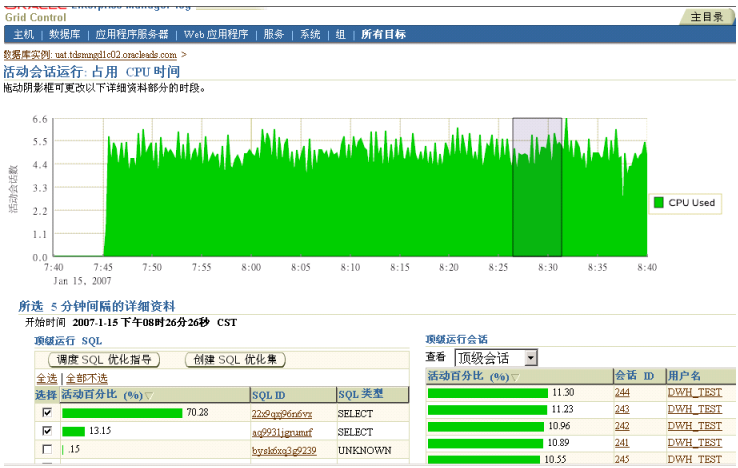 Grid Control
主目录
主机 | 数据库 | 应用程序服务器 | Web 应用程序 | 服务 | 系统 | 组 | 所有目标
数据库实例: uat.tdsmngdlc02.oracleads.com >
活动会话运行: 占用 CPU 时间
拖动阴影框可更改以下详细资料部分的时段。
活动会话数
6.6
5.5
4.4
3.3
2.2
1.1
0.0
7:40 7:45 7:50 7:55 8:00 8:05 8:10 8:15 8:20 8:25 8:30 8:35 8:40
Jan 15, 2007
CPU Used
所选 5 分钟间隔的详细资料
开始时间 2007-1-15 下午08时26分26秒 CST
顶级运行 SQL
调度 SQL 优化指导 创建 SQL 优化集
全选 | 全部不选
选择 活动百分比 (%) SQL ID SQL 类型
70.28 22x9qxj96n6vx SELECT
13.15 aq9931jgrumrf SELECT
.15 bysk6xq3g9239 UNKNOWN
顶级运行会话
查看 顶级会话
活动百分比 (%) 会话 ID 用户名
11.30 244 DWH_TEST
11.23 243 DWH_TEST
10.96 242 DWH_TEST
10.89 241 DWH_TEST
10.55 245 DWH_TEST